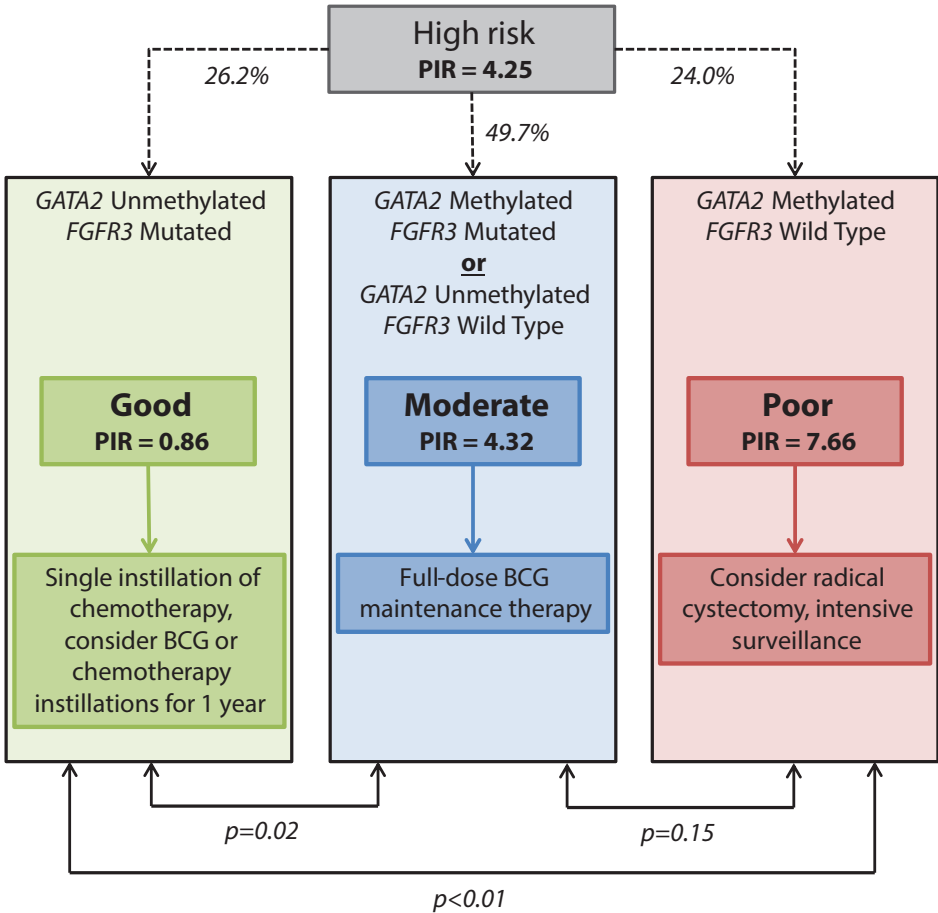 High risk
PIR = 4.25
26.2%
49.7%
24.0%
GATA2 Unmethylated
FGFR3 Mutated
Good
PIR = 0.86
Single instillation of
chemotherapy,
consider BCG or
chemotherapy
instillations for 1 year
GATA2 Methylated
FGFR3 Mutated
or
GATA2 Unmethylated
FGFR3 Wild Type
Moderate
PIR = 4.32
Full-dose BCG
maintenance therapy
GATA2 Methylated
FGFR3 Wild Type
Poor
PIR = 7.66
Consider radical
cystectomy, intensive
surveillance
p=0.02
p=0.15
p<0.01